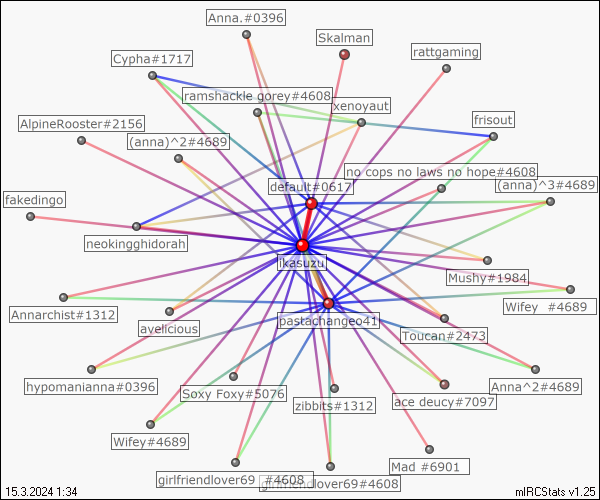 Anna.#0396
Skalman
rattgaming
Cypha#1717
ramshackle gorey#4608
xenoyaut
AlpineRooster#2156
frisout
(anna)^2#4689
no cops no laws no hope#4608
default#0617
(anna)^3#4689
fakedingo
neokingghidorah
ikasuzu
Mushy#1984
Annarchist#1312
Wifey #4689
avelicious
pastachangeo41
Toucan#2473
hypomanianna#0396
Soxy Foxy#5076
Anna^2#4689
zibbits#1312
ace deucy#7097
Wifey#4689
Mad #6901
girlfriendlover69 #4608
girlfriendlover69#4608
15.3.2024 1:34
mIRCStats v1.25